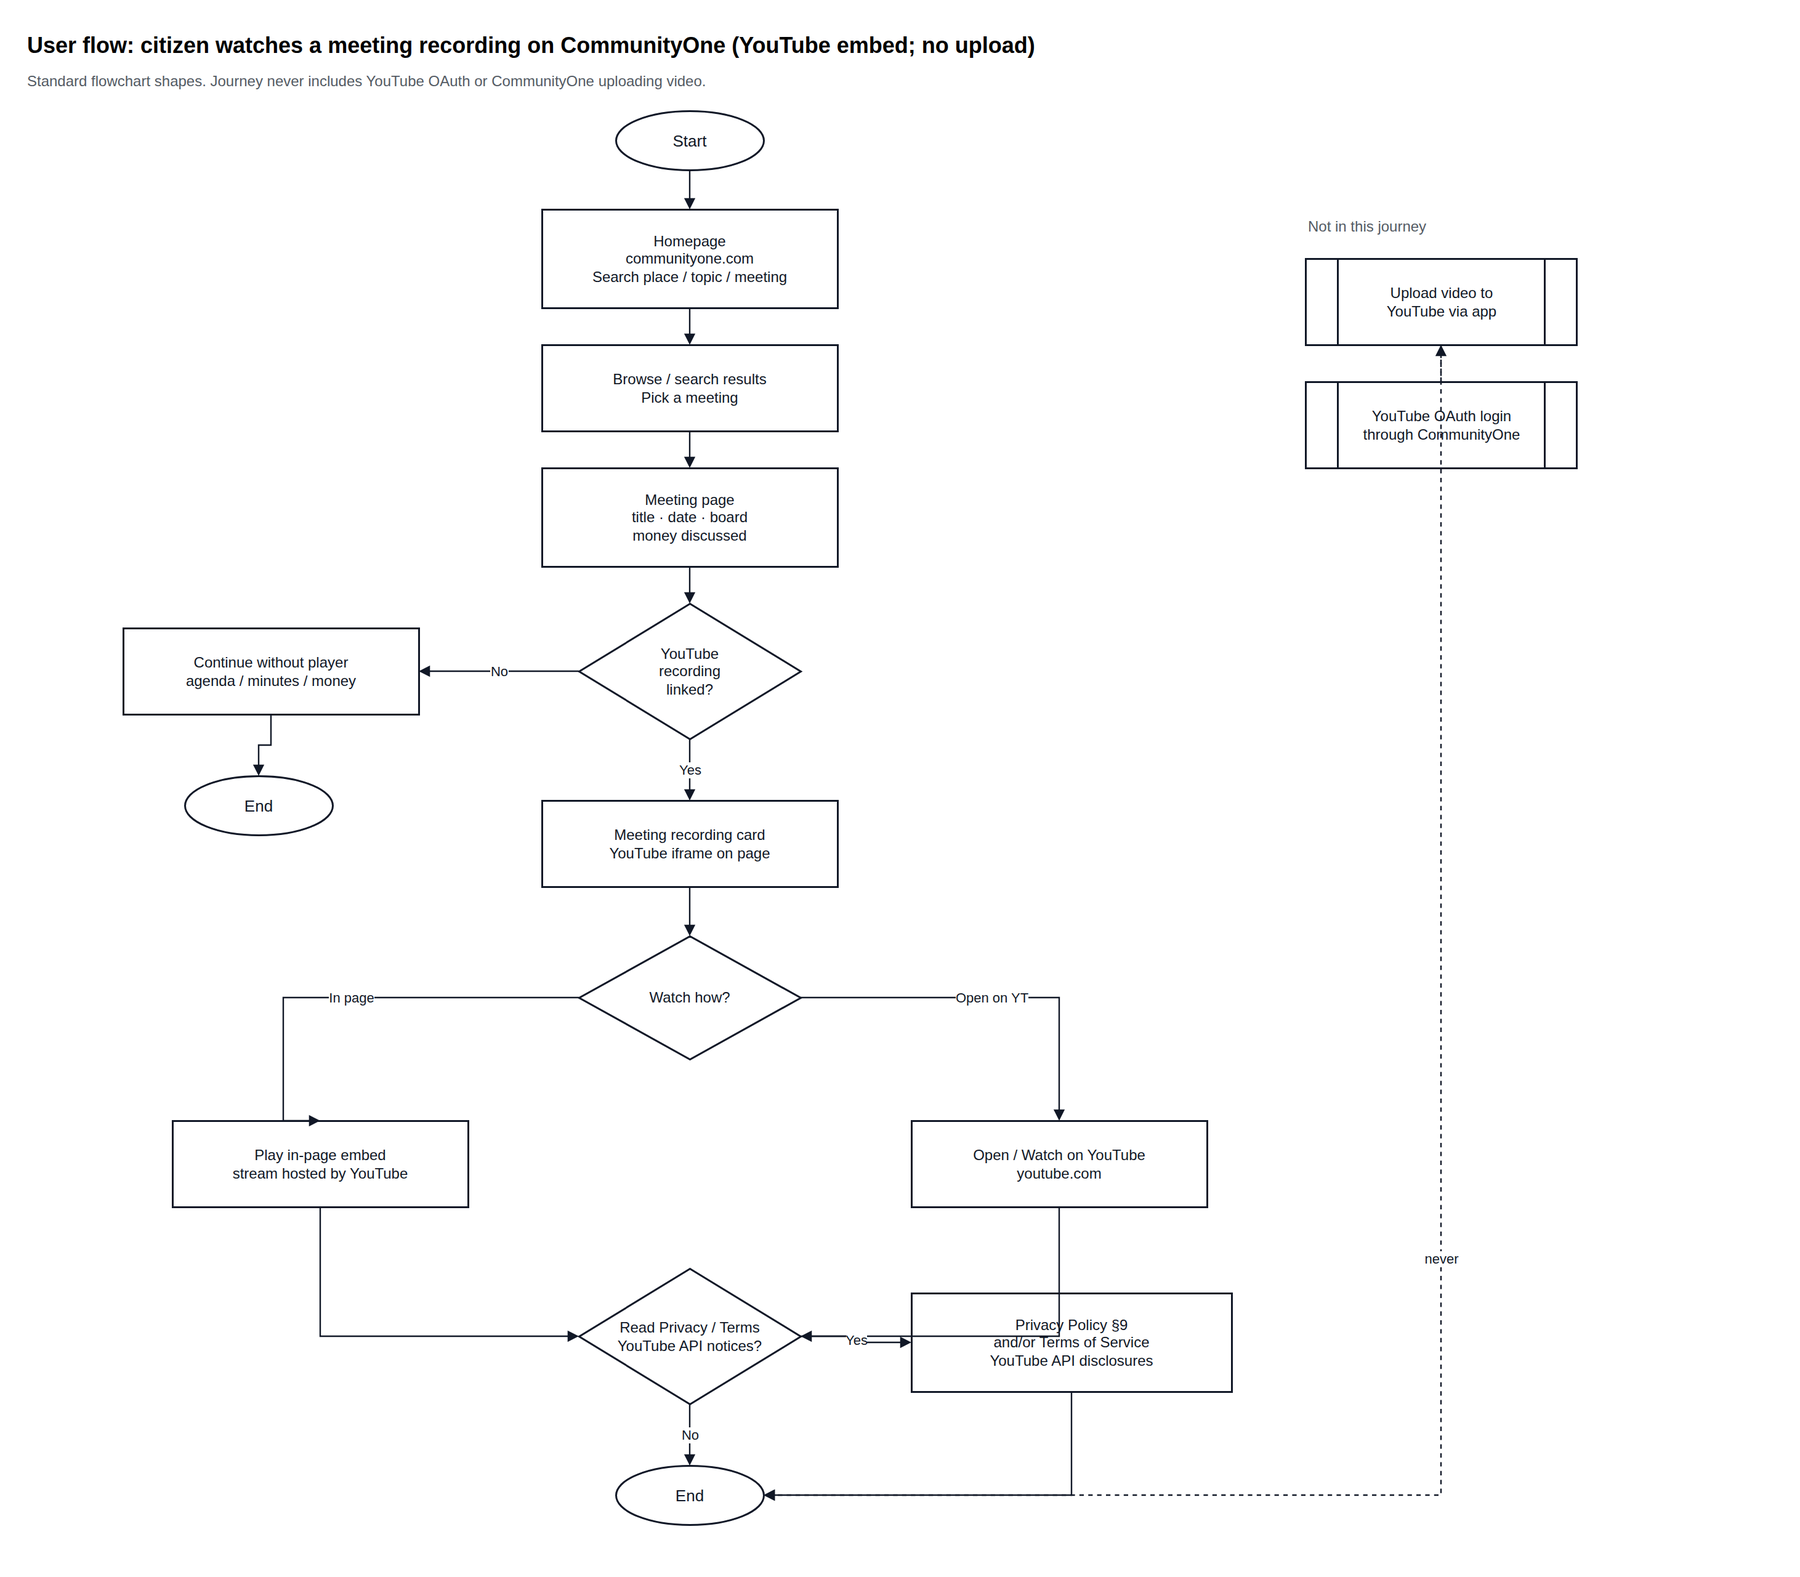 User flow: citizen watches a meeting recording on CommunityOne (YouTube embed; no upload)
Standard flowchart shapes. Journey never includes YouTube OAuth or CommunityOne uploading video.
Start
Homepage
communityone.com
Search place / topic / meeting
Not in this journey
Upload video to
YouTube via app
Browse / search results
Pick a meeting
YouTube OAuth login
through CommunityOne
Meeting page
title · date · board
money discussed
YouTube
recording
linked?
No
Continue without player
agenda / minutes / money
End
Yes
Meeting recording card
YouTube iframe on page
Watch how?
In page
Open on YT
Play in-page embed
stream hosted by YouTube
Open / Watch on YouTube
youtube.com
never
Read Privacy / Terms
YouTube API notices?
Yes
Privacy Policy §9
and/or Terms of Service
YouTube API disclosures
No
End